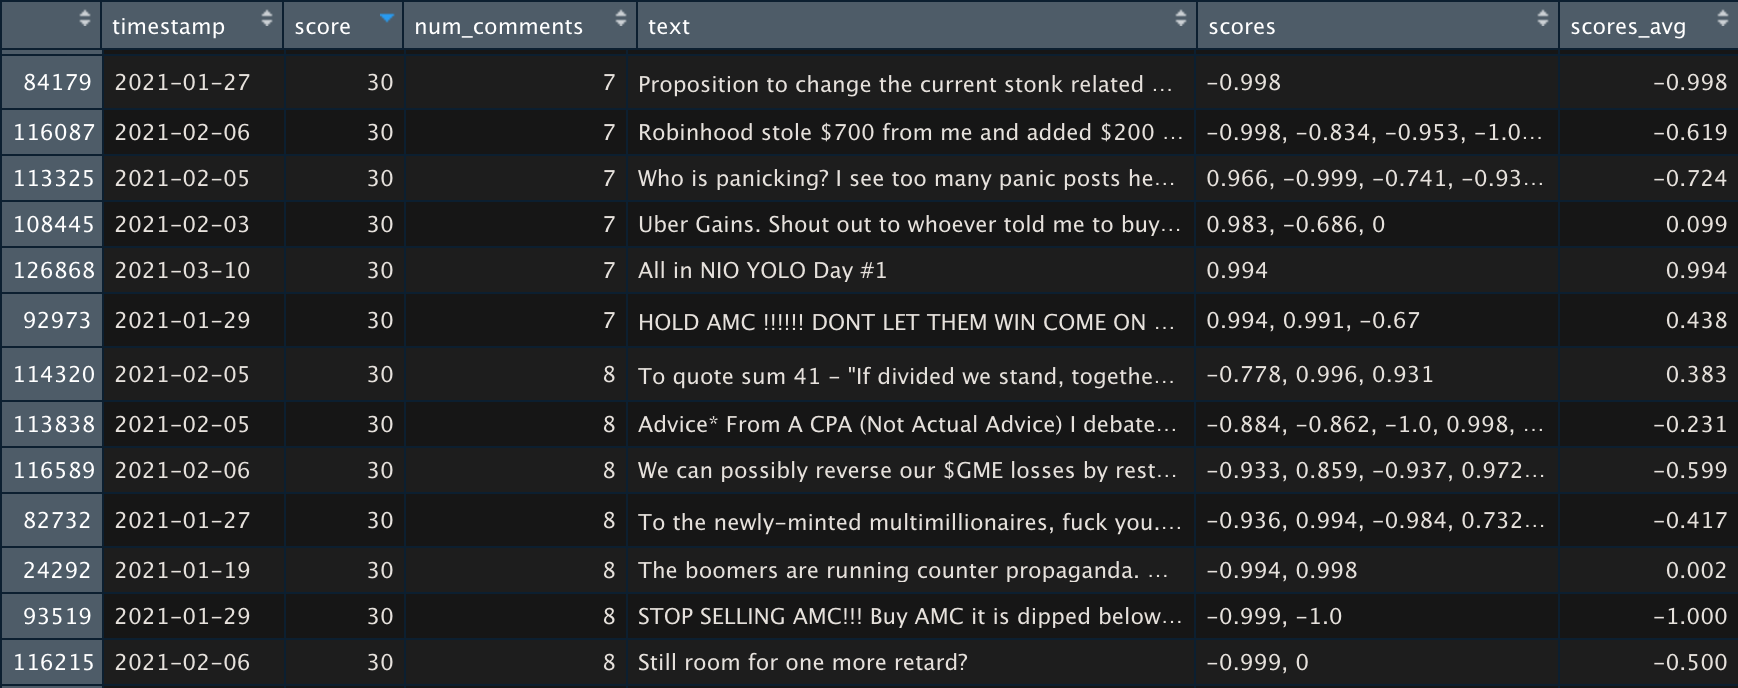 timestamp score num_comments text scores scores_avg
84179 2021-01-27 30 7 Proposition to change the current stonk related ... -0.998 -0.998
116087 2021-02-06 30 7 Robinhood stole $700 from me and added $200 ... -0.998, -0.834, -0.953, -1.0... -0.619
113325 2021-02-05 30 7 Who is panicking? I see too many panic posts he... 0.966, -0.999, -0.741, -0.93... -0.724
108445 2021-02-03 30 7 Uber Gains. Shout out to whoever told me to buy... 0.983, -0.686, 0 0.099
126868 2021-03-10 30 7 All in NIO YOLO Day #1 0.994 0.994
92973 2021-01-29 30 7 HOLD AMC !!!!!! DONT LET THEM WIN COME ON ... 0.994, 0.991, -0.67 0.438
114320 2021-02-05 30 8 To quote sum 41 - "If divided we stand, togethe... -0.778, 0.996, 0.931 0.383
113838 2021-02-05 30 8 Advice* From A CPA (Not Actual Advice) I debate... -0.884, -0.862, -1.0, 0.998, ... -0.231
116589 2021-02-06 30 8 We can possibly reverse our $GME losses by rest... -0.933, 0.859, -0.937, 0.972... -0.599
82732 2021-01-27 30 8 To the newly-minted multimillionaires, fuck you.... -0.936, 0.994, -0.984, 0.732... -0.417
24292 2021-01-19 30 8 The boomers are running counter propaganda. ... -0.994, 0.998 0.002
93519 2021-01-29 30 8 STOP SELLING AMC!!! Buy AMC it is dipped below... -0.999, -1.0 -1.000
116215 2021-02-06 30 8 Still room for one more retard? -0.999, 0 -0.500